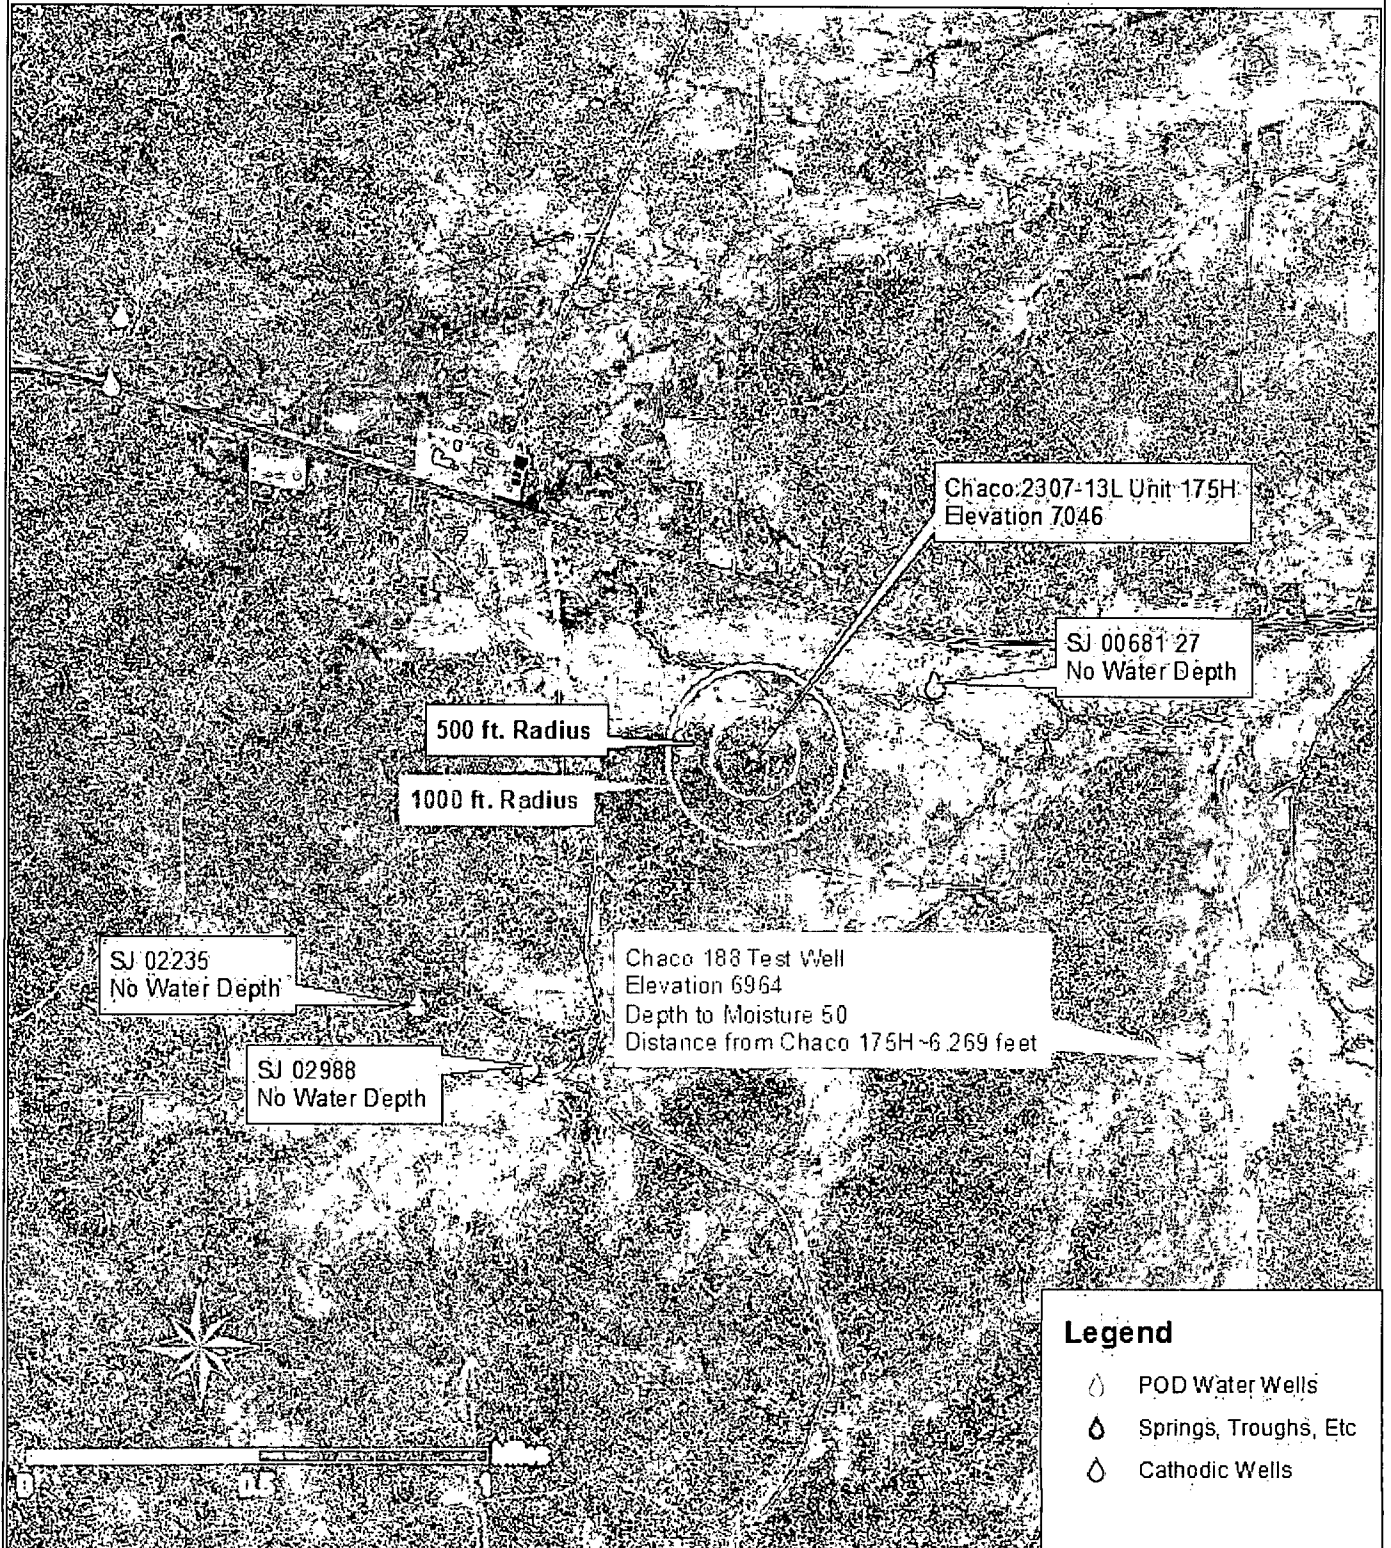 Chaco 2307-13L Unit 175H
Elevation 7046
SJ 00681 27
No Water Depth
500 ft. Radius
1000 ft. Radius
SJ 02235
No Water Depth
Chaco 188 Test Well
Elevation 6964
Depth to Moisture 50
Distance from Chaco 175H ~6.269 feet
SJ 02988
No Water Depth
Legend
POD Water Wells
Springs, Troughs, Etc
Cathodic Wells
0 0.5 1